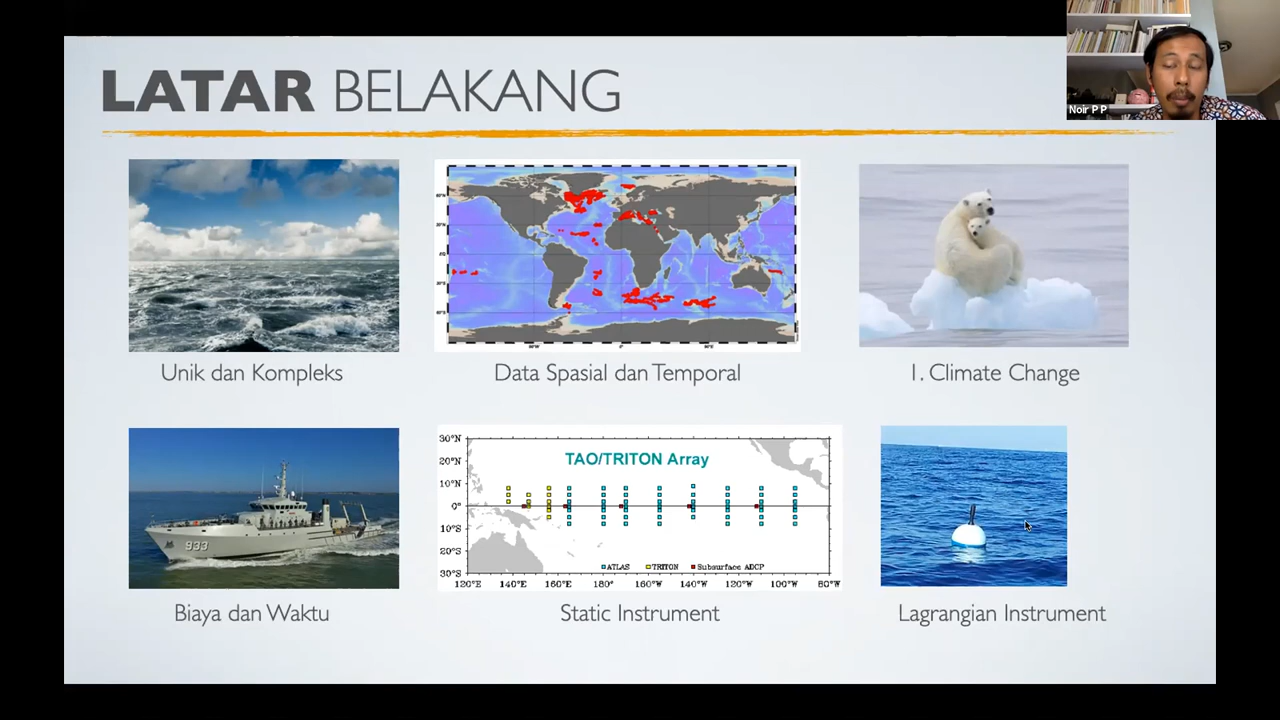 LATAR BELAKANG
Noir P P
Unik dan Kompleks
Data Spasial dan Temporal
1. Climate Change
933
Biaya dan Waktu
30°N
20°N
10°N
0°
10°S
20°S
30°S
TAO/TRITON Array
ATLAS TRITON Subsurface ADCP
120°E 140°E 160°E 180° 160°W 140°W 120°W 100°W 80°W
Static Instrument
Lagrangian Instrument